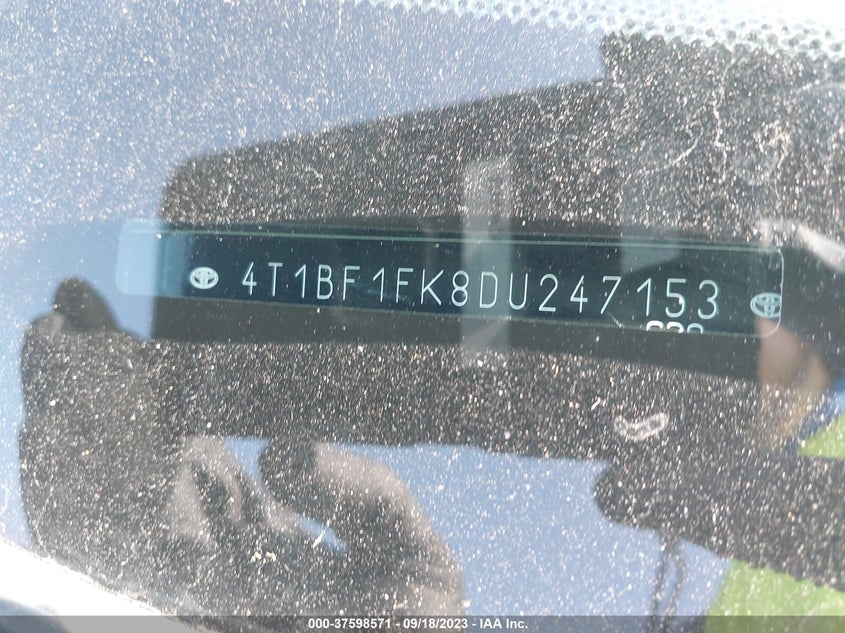 4T1BF1FK8DU247153
000-37598571 - 09/18/2023 - IAA Inc.